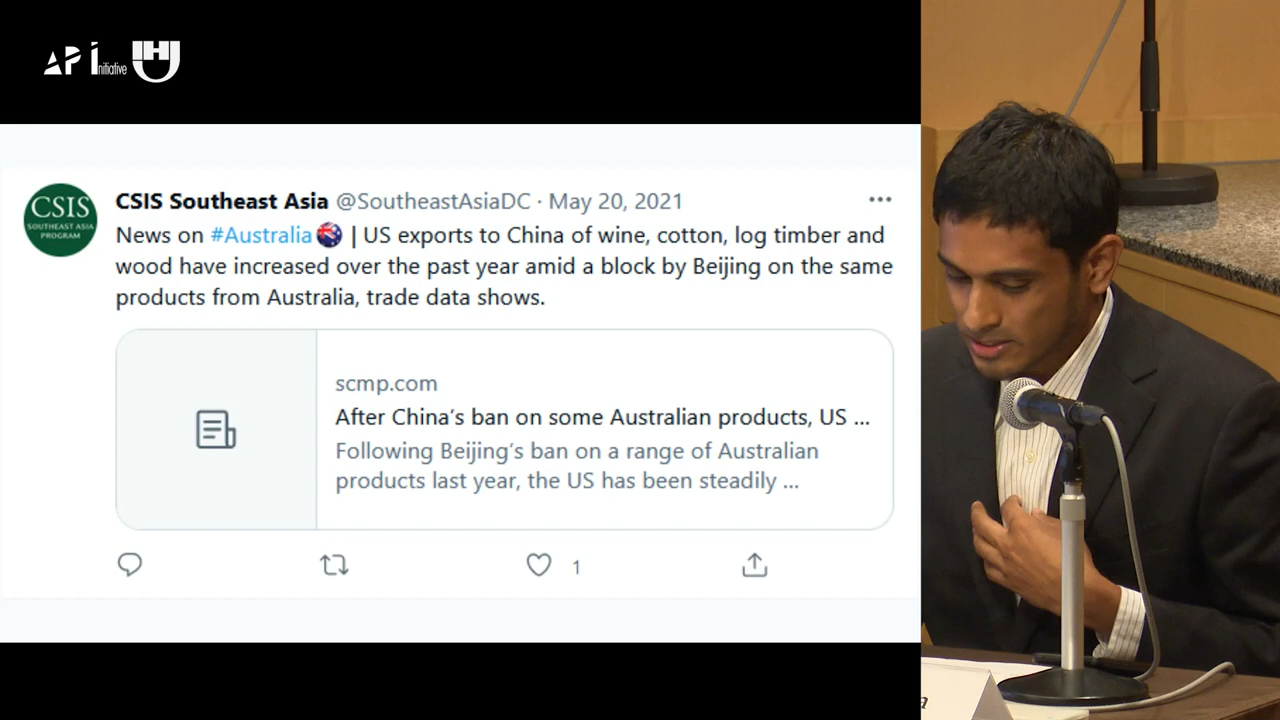 API Initiative IHJ
CSIS
SOUTHEAST ASIA
PROGRAM
CSIS Southeast Asia @SoutheastAsiaDC · May 20, 2021
News on #Australia | US exports to China of wine, cotton, log timber and
wood have increased over the past year amid a block by Beijing on the same
products from Australia, trade data shows.
scmp.com
After China's ban on some Australian products, US ...
Following Beijing's ban on a range of Australian
products last year, the US has been steadily ...
1
a